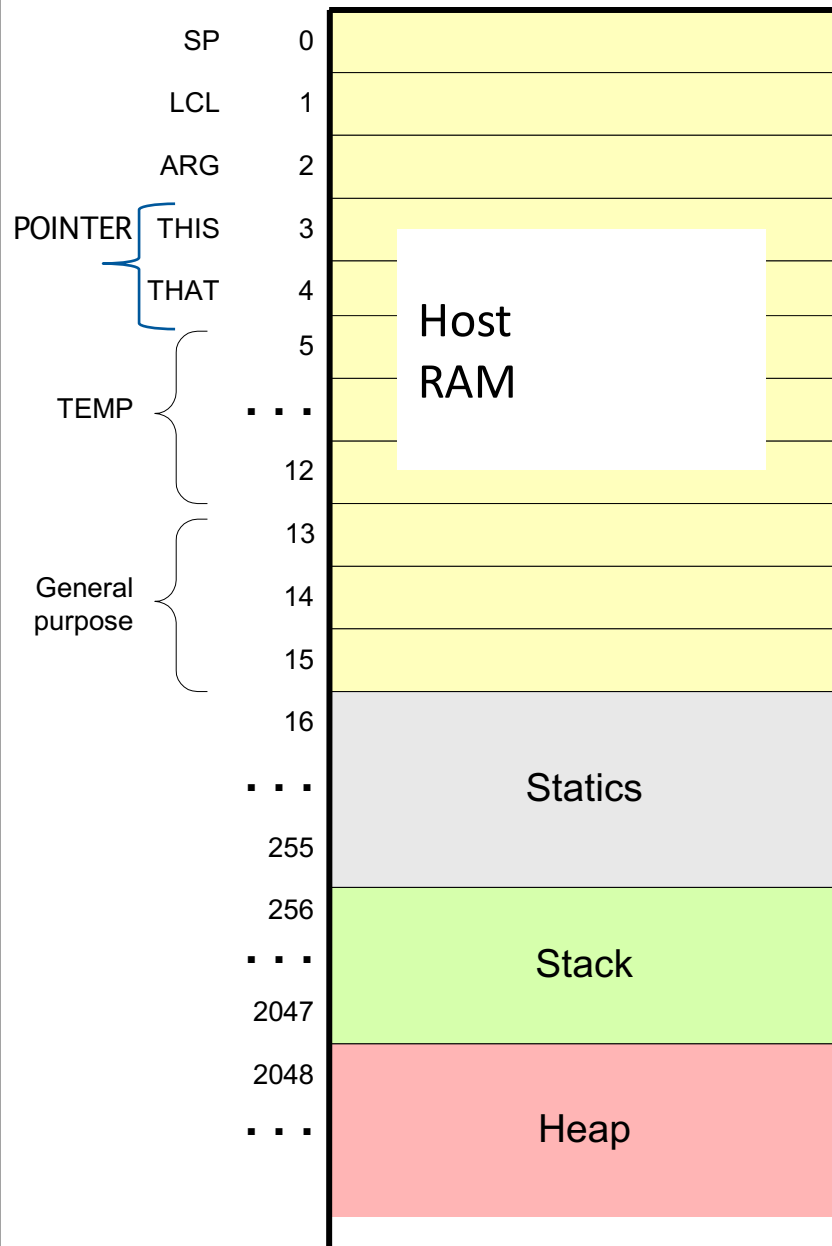 SP 0
LCL 1
ARG 2
POINTER THIS 3
THAT 4
5
TEMP . . .
12
13
General
purpose
14
15
16
. . .
255
Statics
256
. . .
2047
Stack
2048
. . .
Heap
Host
RAM